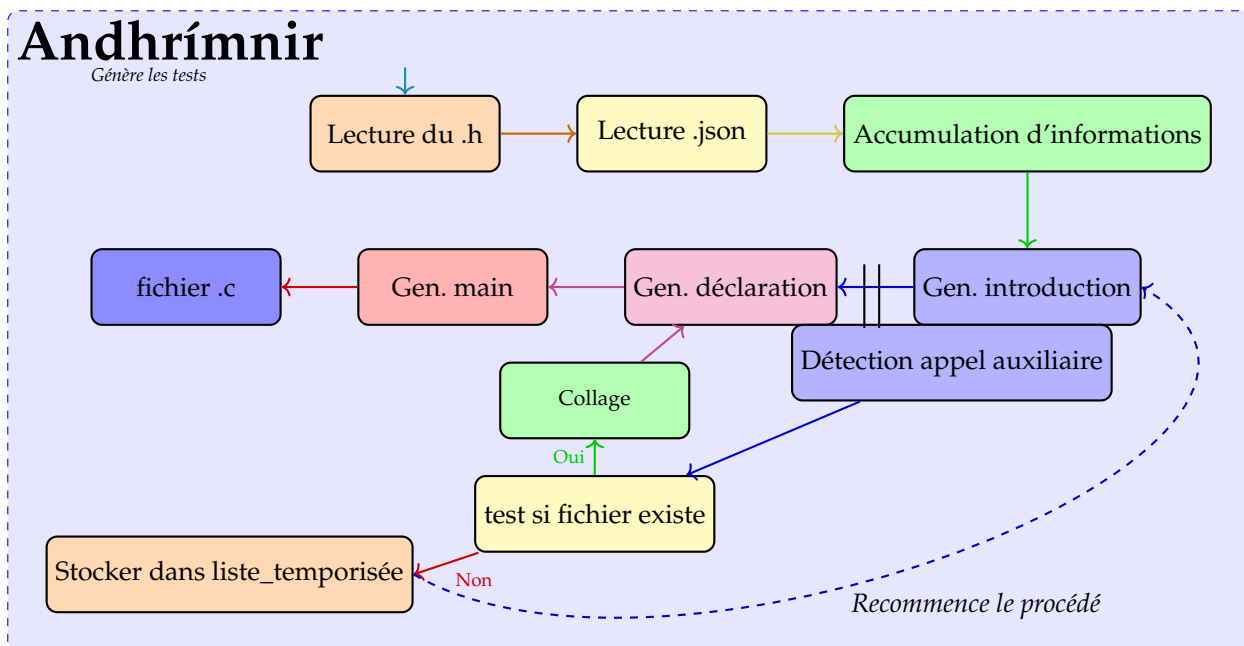 Andhrímnir
Génère les tests
Lecture du .h
Lecture .json
Accumulation d'informations
fichier .c
Gen. main
Gen. déclaration
Gen. introduction
Détection appel auxiliaire
Collage
Oui
test si fichier existe
Stocker dans liste_temporisée
Non
Recommence le procédé